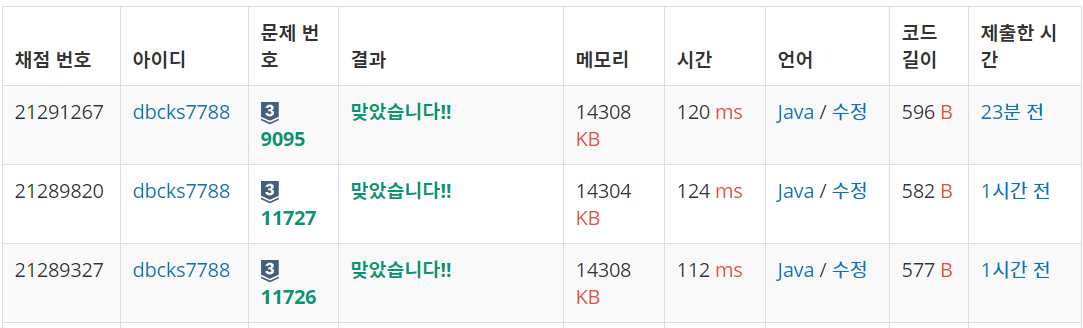 채점 번호 아이디 문제 번호 결과 메모리 시간 언어 코드 길이 제출한 시간
21291267 dbcks7788 3 9095 맞았습니다!! 14308 KB 120 ms Java / 수정 596 B 23분 전
21289820 dbcks7788 3 11727 맞았습니다!! 14304 KB 124 ms Java / 수정 582 B 1시간 전
21289327 dbcks7788 3 11726 맞았습니다!! 14308 KB 112 ms Java / 수정 577 B 1시간 전